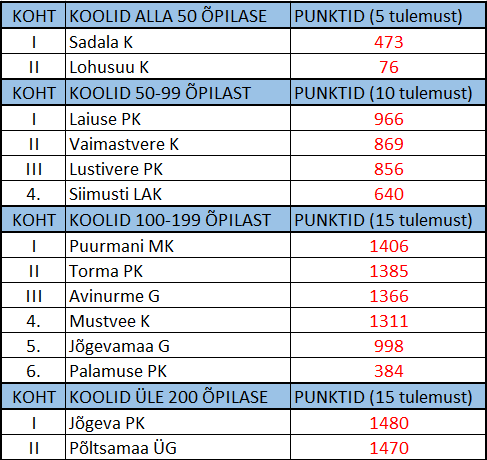 KOHT KOOLID ALLA 50 ÕPILASE PUNKTID (5 tulemust)
I Sadala K 473
II Lohusuu K 76
KOHT KOOLID 50-99 ÕPILAST PUNKTID (10 tulemust)
I Laiuse PK 966
II Vaimastvere K 869
III Lustivere PK 856
4. Siimusti LAK 640
KOHT KOOLID 100-199 ÕPILAST PUNKTID (15 tulemust)
I Puurmani MK 1406
II Torma PK 1385
III Avinurme G 1366
4. Mustvee K 1311
5. Jõgevamaa G 998
6. Palamuse PK 384
KOHT KOOLID ÜLE 200 ÕPILASE PUNKTID (15 tulemust)
I Jõgeva PK 1480
II Põltsamaa ÜG 1470